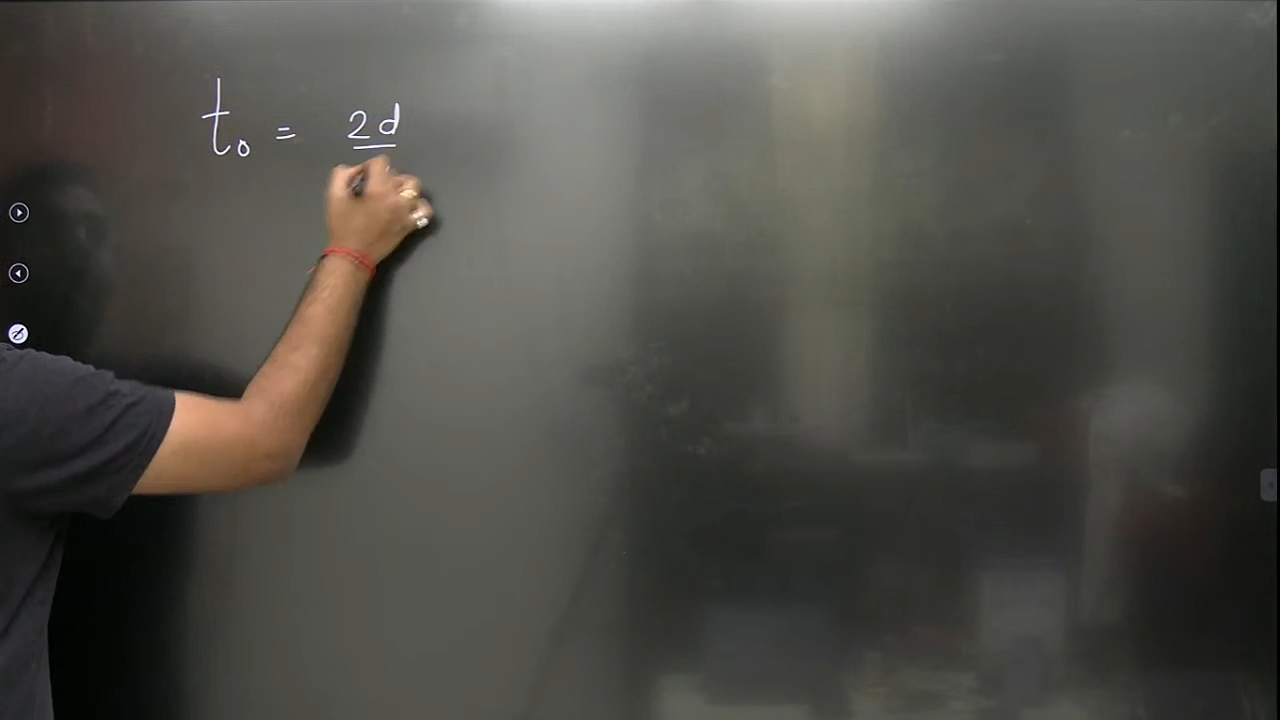 t₀ = 2d